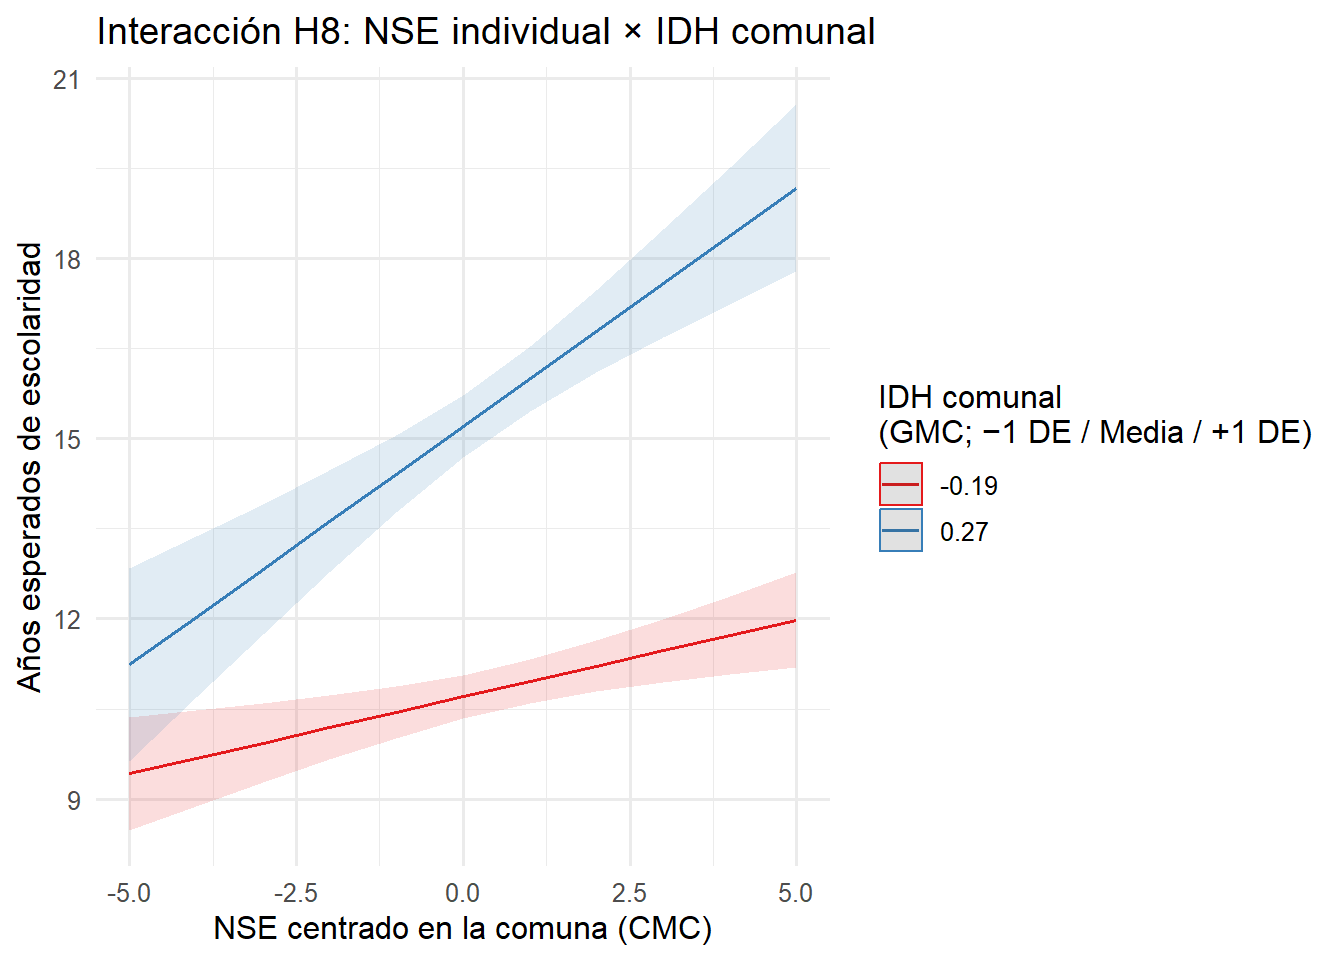 Interacción H8: NSE individual × IDH comunal
21
18
15
12
9
Años esperados de escolaridad
-5.0
-2.5
0.0
2.5
5.0
NSE centrado en la comuna (CMC)
IDH comunal
(GMC; −1 DE / Media / +1 DE)
-0.19
0.27